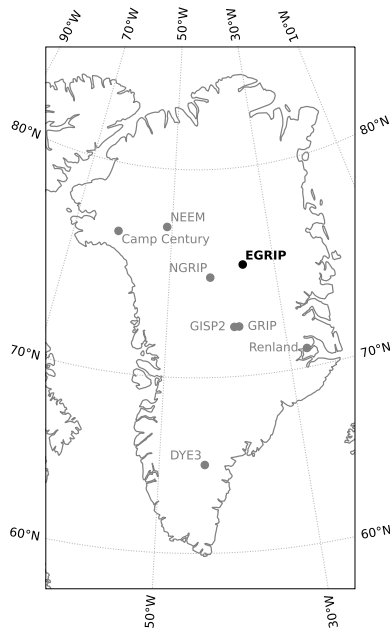 90°W 70°W 50°W 30°W 10°W
80°N 80°N
NEEM
Camp Century
EGRIP
NGRIP
GISP2 GRIP
Renland
70°N 70°N
DYE3
60°N 60°N
50°W 30°W